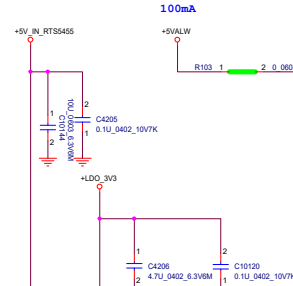 100mA
+5V_IN_RTS5455
+5VALW
R103 1 2 0_060
1
2
C10144
10U_0603_6.3V6M
2
1
C4205
0.1U_0402_10V7K
+LDO_3V3
1
2
C4206
4.7U_0402_6.3V6M
2
1
C10120
0.1U_0402_10V7K